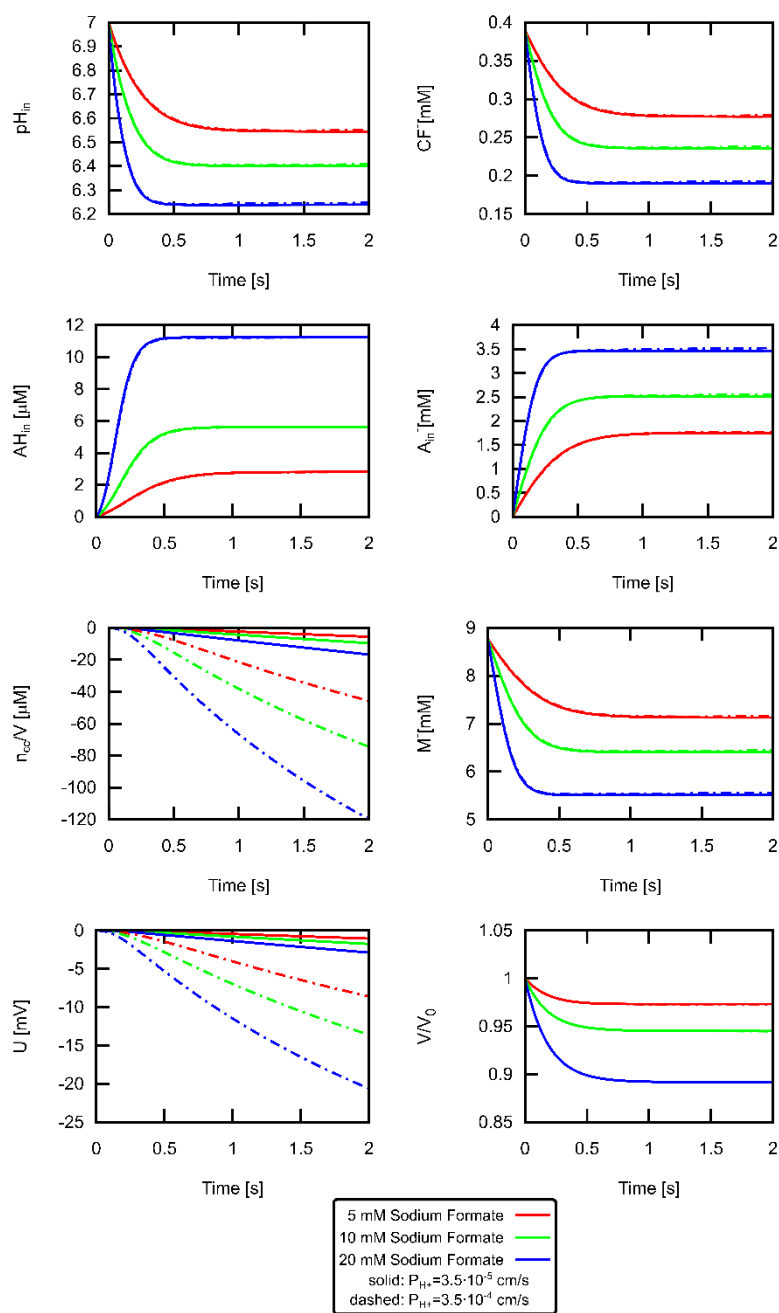 7
6.9
6.8
6.7
6.6
6.5
6.4
6.3
6.2
pH_in
0 0.5 1 1.5 2
Time [s]
0.4
0.35
0.3
0.25
0.2
0.15
CF⁻[mM]
0 0.5 1 1.5 2
Time [s]
12
10
8
6
4
2
0
AH_in [µM]
0 0.5 1 1.5 2
Time [s]
4
3.5
3
2.5
2
1.5
1
0.5
0
A_in⁻[mM]
0 0.5 1 1.5 2
Time [s]
0
-20
-40
-60
-80
-100
-120
n_cc/V [µM]
0 0.5 1 1.5 2
Time [s]
9
8
7
6
5
M⁻[mM]
0 0.5 1 1.5 2
Time [s]
0
-5
-10
-15
-20
-25
U [mV]
0 0.5 1 1.5 2
Time [s]
1.05
1
0.95
0.9
0.85
V/V₀
0 0.5 1 1.5 2
Time [s]
5 mM Sodium Formate
10 mM Sodium Formate
20 mM Sodium Formate
solid: P_H+=3.5·10⁻⁵ cm/s
dashed: P_H+=3.5·10⁻⁴ cm/s